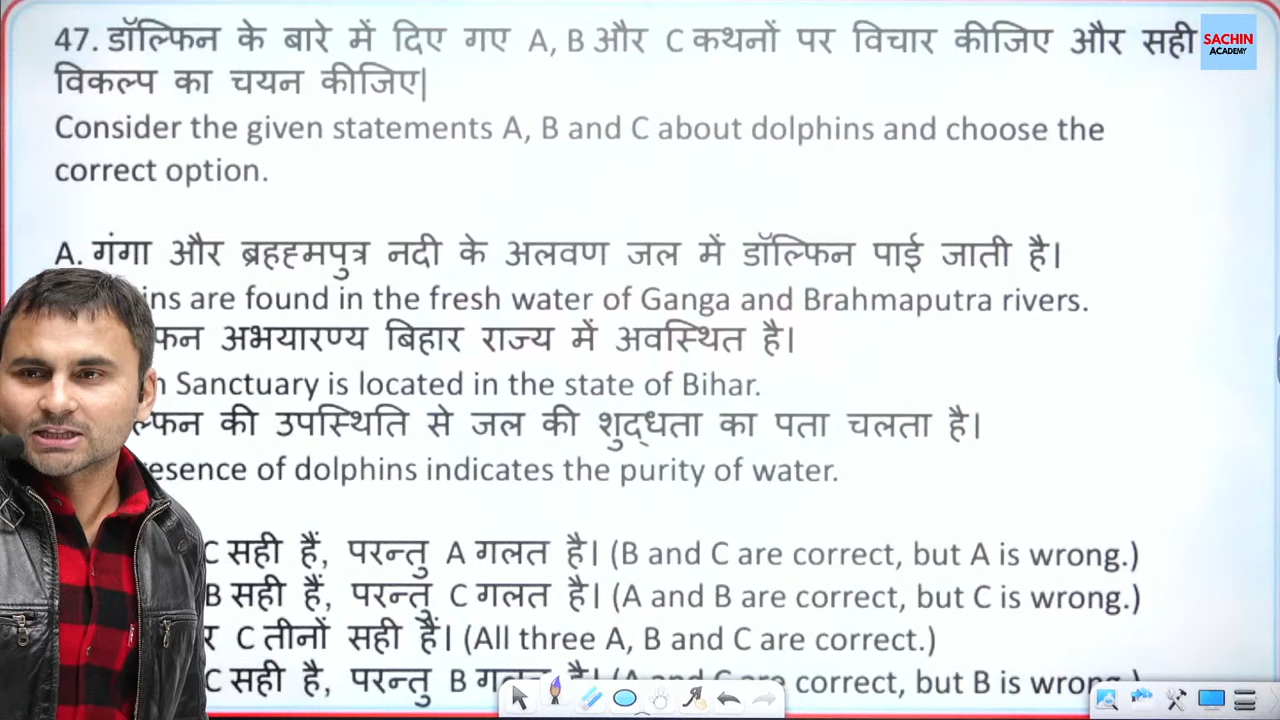 47. डॉल्फिन के बारे में दिए गए A, B और C कथनों पर विचार कीजिए और सही
SACHIN
ACADEMY
विकल्प का चयन कीजिए|
Consider the given statements A, B and C about dolphins and choose the
correct option.
A. गंगा और ब्रहह्मपुत्र नदी के अलवण जल में डॉल्फिन पाई जाती है।
ins are found in the fresh water of Ganga and Brahmaputra rivers.
फिन अभयारण्य बिहार राज्य में अवस्थित है।
n Sanctuary is located in the state of Bihar.
ल्फिन की उपस्थिति से जल की शुद्धता का पता चलता है।
esence of dolphins indicates the purity of water.
C सही हैं, परन्तु A गलत है। (B and C are correct, but A is wrong.)
B सही हैं, परन्तु C गलत है। (A and B are correct, but C is wrong.)
र C तीनों सही हैं। (All three A, B and C are correct.)
C सही है, परन्तु B correct, but B is wrong